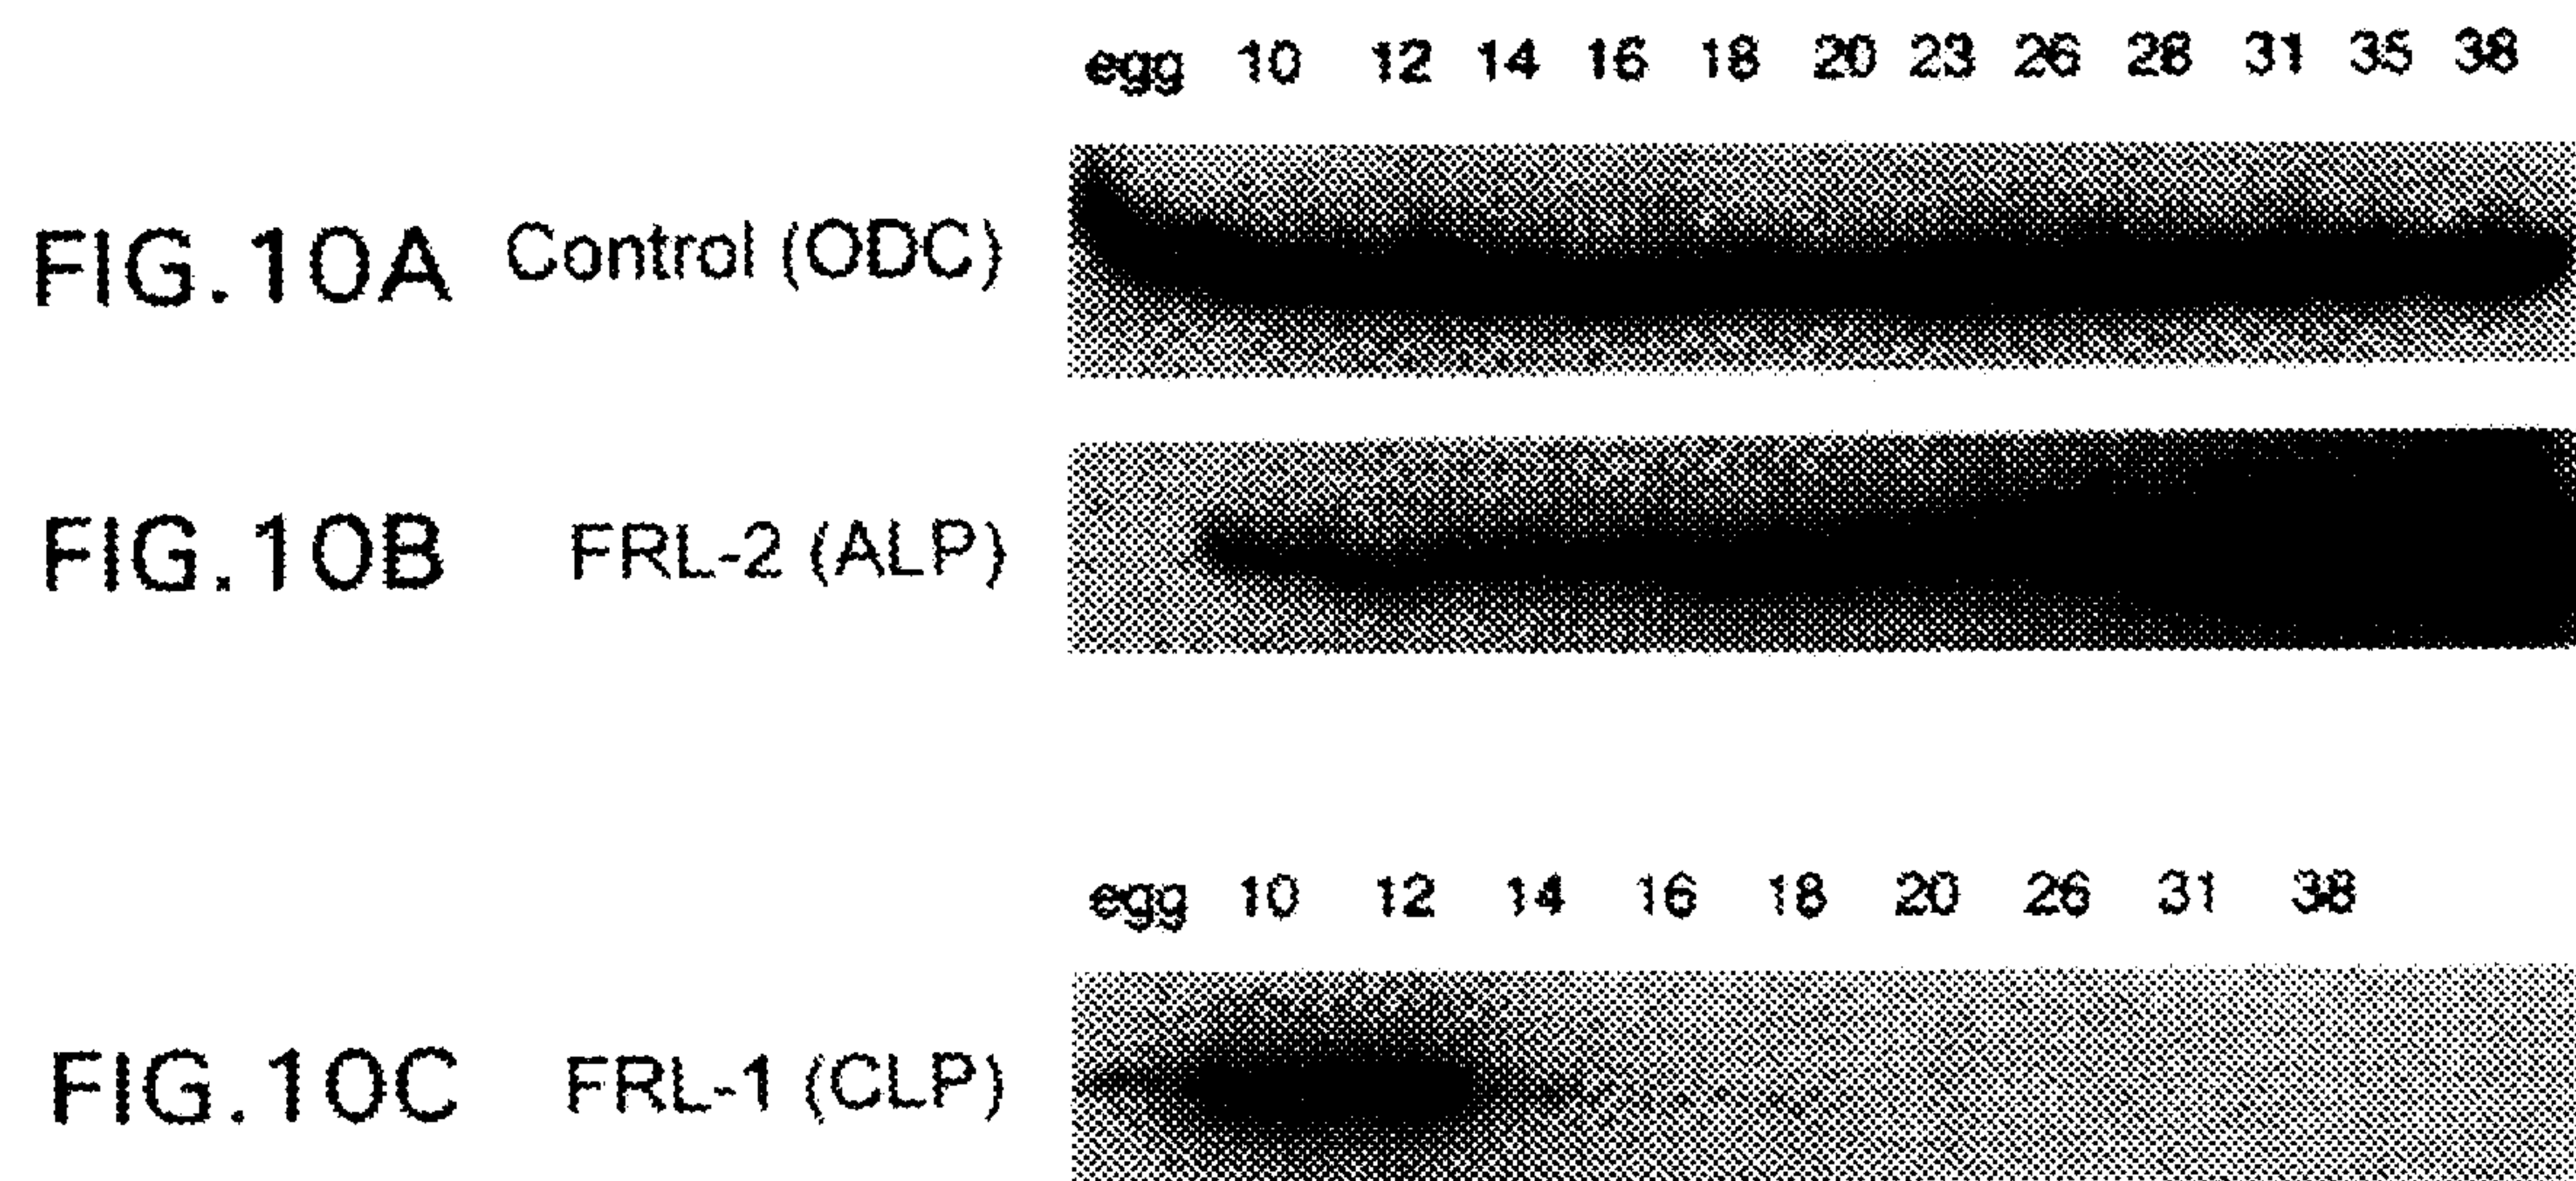 egg 10 12 14 16 18 20 23 26 28 31 35 38
FIG.10A Control (ODC)
FIG.10B FRL-2 (ALP)
egg 10 12 14 16 18 20 26 31 38
FIG.10C FRL-1 (CLP)